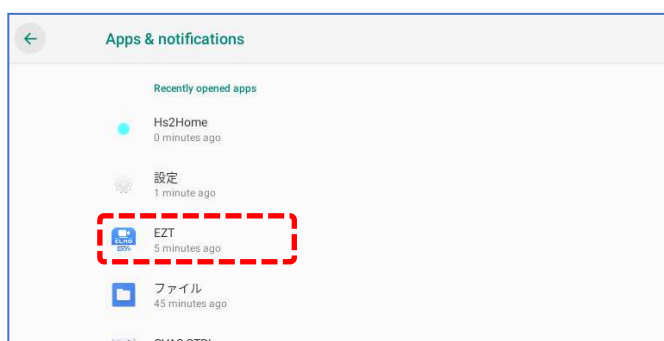 Apps & notifications
Recently opened apps
Hs2Home
0 minutes ago
設定
1 minute ago
EZT
5 minutes ago
ファイル
45 minutes ago